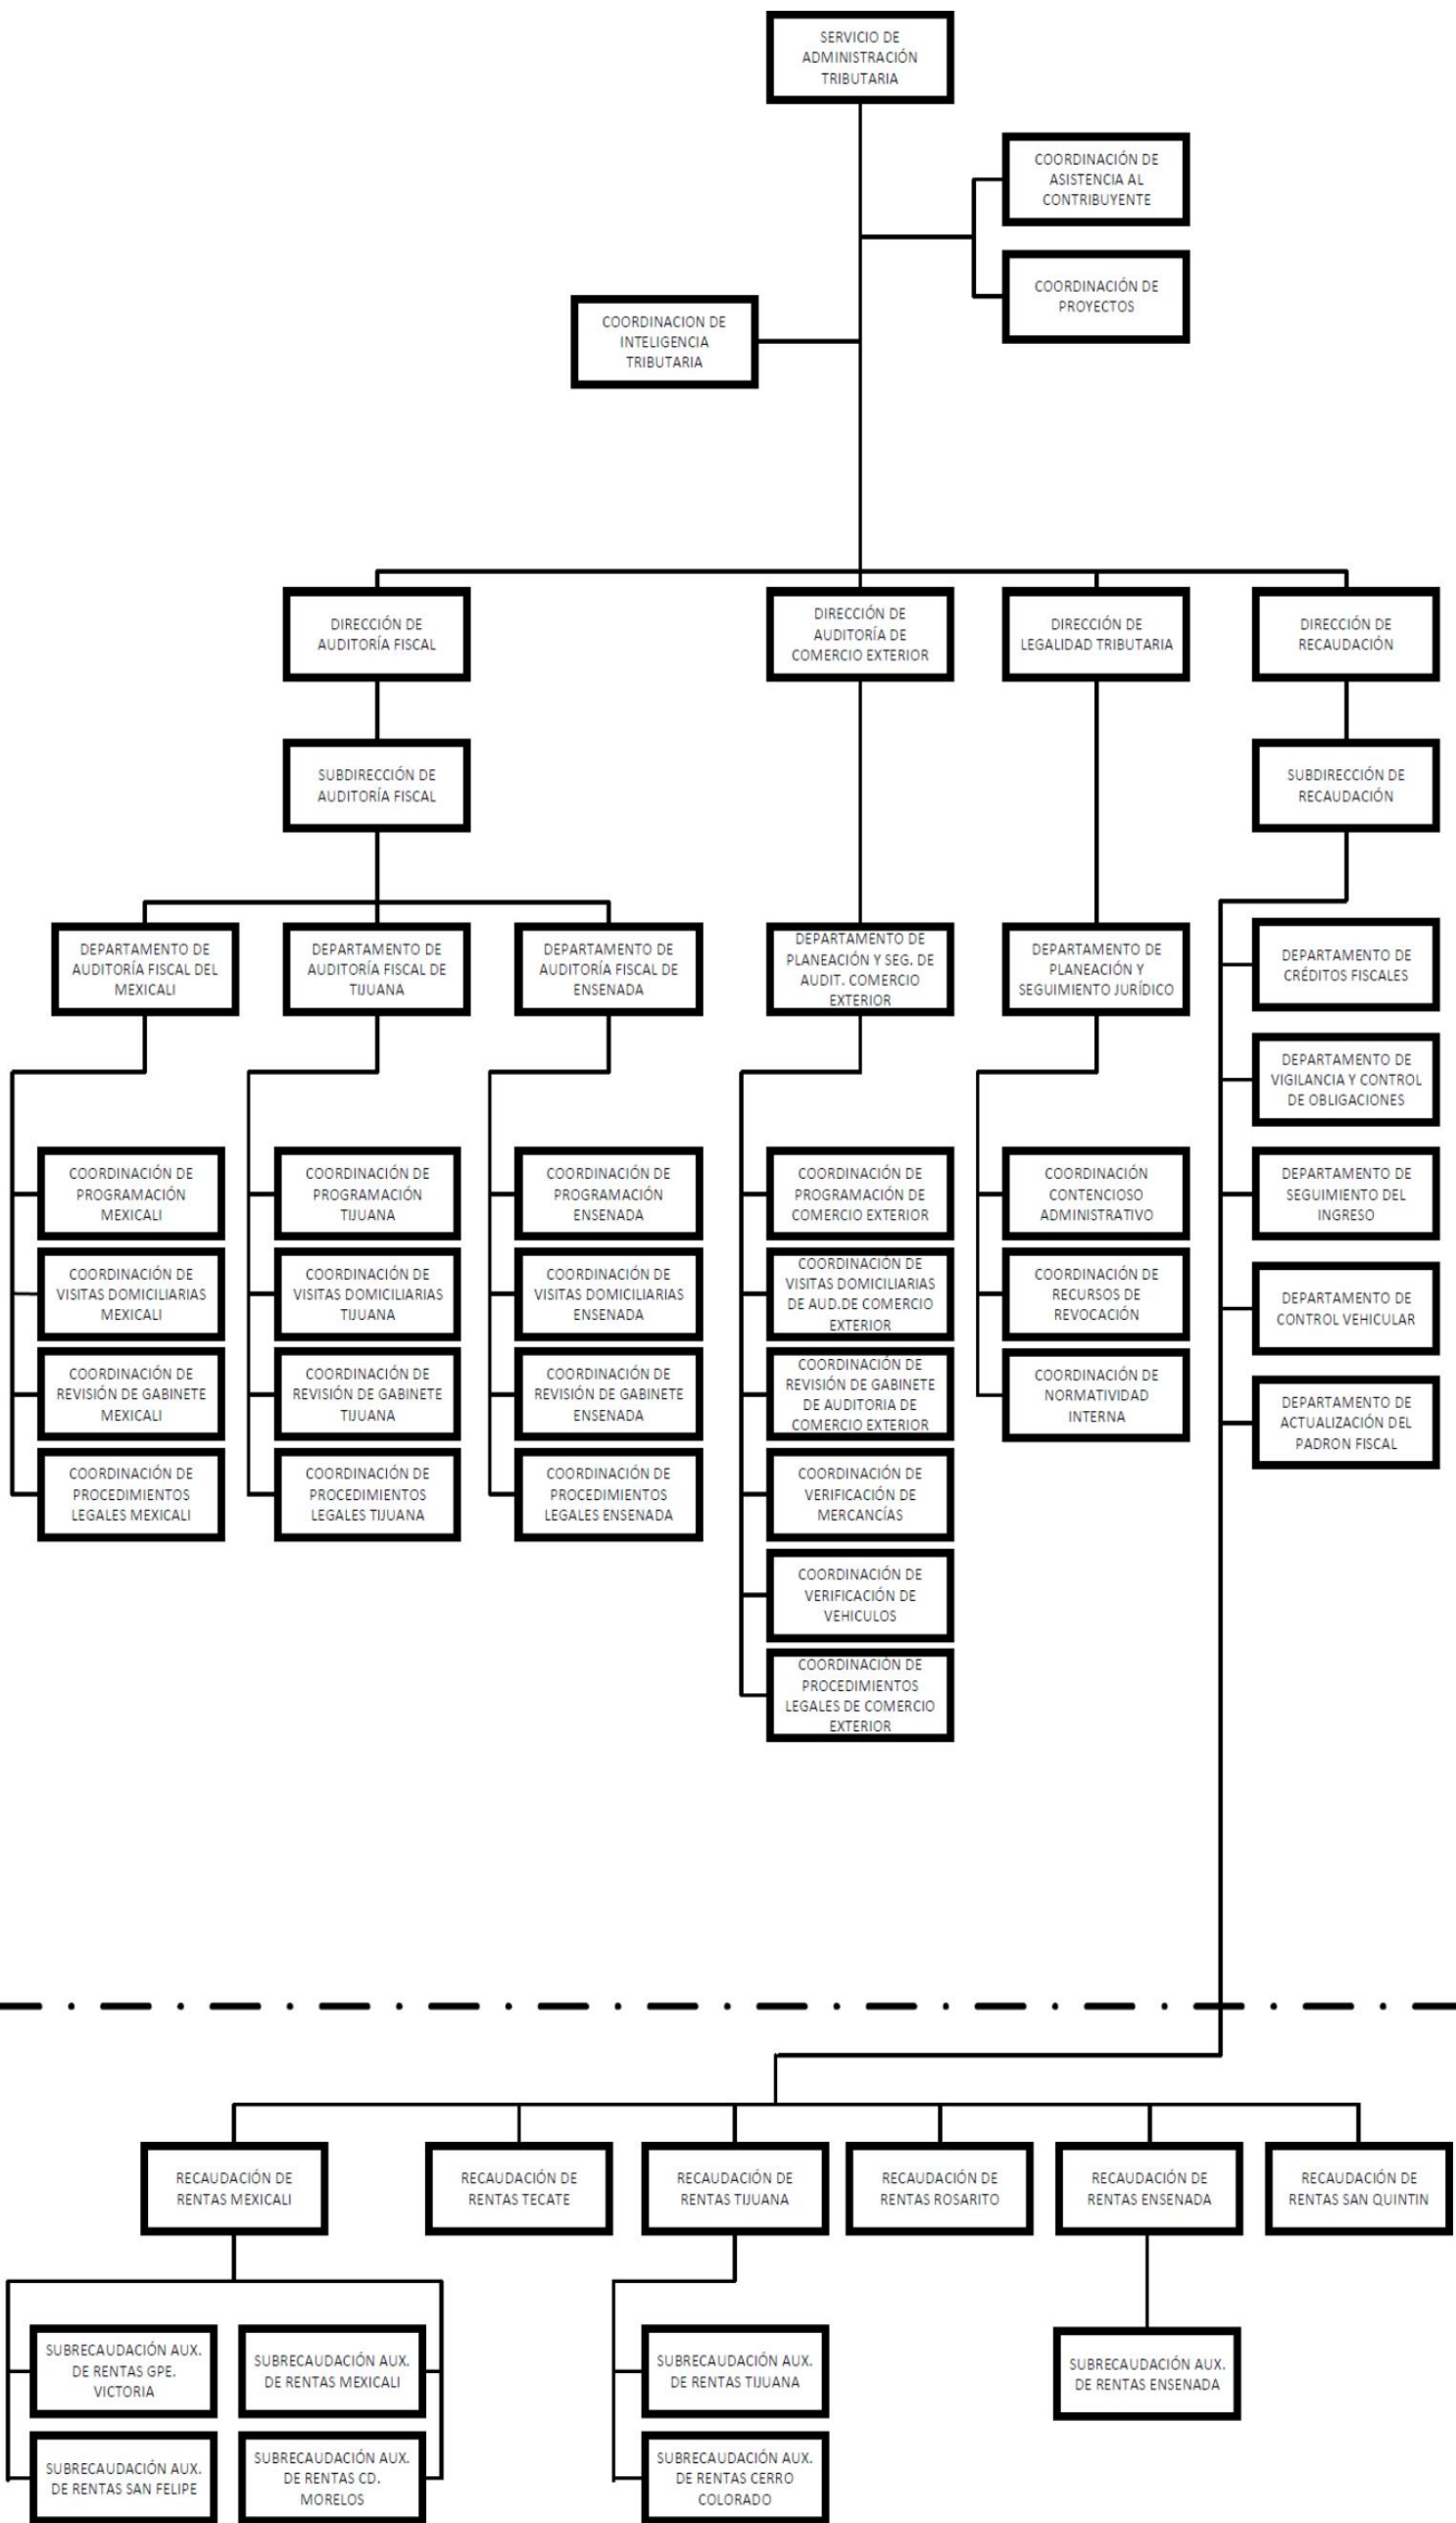 SERVICIO DE
ADMINISTRACIÓN
TRIBUTARIA
COORDINACIÓN DE
ASISTENCIA AL
CONTRIBUYENTE
COORDINACIÓN DE
PROYECTOS
COORDINACION DE
INTELIGENCIA
TRIBUTARIA
DIRECCIÓN DE
AUDITORÍA FISCAL
DIRECCIÓN DE
AUDITORÍA DE
COMERCIO EXTERIOR
DIRECCIÓN DE
LEGALIDAD TRIBUTARIA
DIRECCIÓN DE
RECAUDACIÓN
SUBDIRECCIÓN DE
AUDITORÍA FISCAL
SUBDIRECCIÓN DE
RECAUDACIÓN
DEPARTAMENTO DE
AUDITORÍA FISCAL DEL
MEXICALI
DEPARTAMENTO DE
AUDITORÍA FISCAL DE
TIJUANA
DEPARTAMENTO DE
AUDITORÍA FISCAL DE
ENSENADA
DEPARTAMENTO DE
PLANEACIÓN Y SEG. DE
AUDIT. COMERCIO
EXTERIOR
DEPARTAMENTO DE
PLANEACIÓN Y
SEGUIMIENTO JURÍDICO
DEPARTAMENTO DE
CRÉDITOS FISCALES
DEPARTAMENTO DE
VIGILANCIA Y CONTROL
DE OBLIGACIONES
DEPARTAMENTO DE
SEGUIMIENTO DEL
INGRESO
DEPARTAMENTO DE
CONTROL VEHICULAR
DEPARTAMENTO DE
ACTUALIZACIÓN DEL
PADRON FISCAL
COORDINACIÓN DE
PROGRAMACIÓN
MEXICALI
COORDINACIÓN DE
VISITAS DOMICILIARIAS
MEXICALI
COORDINACIÓN DE
REVISIÓN DE GABINETE
MEXICALI
COORDINACIÓN DE
PROCEDIMIENTOS
LEGALES MEXICALI
COORDINACIÓN DE
PROGRAMACIÓN
TIJUANA
COORDINACIÓN DE
VISITAS DOMICILIARIAS
TIJUANA
COORDINACIÓN DE
REVISIÓN DE GABINETE
TIJUANA
COORDINACIÓN DE
PROCEDIMIENTOS
LEGALES TIJUANA
COORDINACIÓN DE
PROGRAMACIÓN
ENSENADA
COORDINACIÓN DE
VISITAS DOMICILIARIAS
ENSENADA
COORDINACIÓN DE
REVISIÓN DE GABINETE
ENSENADA
COORDINACIÓN DE
PROCEDIMIENTOS
LEGALES ENSENADA
COORDINACIÓN DE
PROGRAMACIÓN DE
COMERCIO EXTERIOR
COORDINACIÓN DE
VISITAS DOMICILIARIAS
DE AUD.DE COMERCIO
EXTERIOR
COORDINACIÓN DE
REVISIÓN DE GABINETE
DE AUDITORIA DE
COMERCIO EXTERIOR
COORDINACIÓN DE
VERIFICACIÓN DE
MERCANCÍAS
COORDINACIÓN DE
VERIFICACIÓN DE
VEHICULOS
COORDINACIÓN DE
PROCEDIMIENTOS
LEGALES DE COMERCIO
EXTERIOR
COORDINACIÓN
CONTENCIOSO
ADMINISTRATIVO
COORDINACIÓN DE
RECURSOS DE
REVOCACIÓN
COORDINACIÓN DE
NORMATIVIDAD
INTERNA
RECAUDACIÓN DE
RENTAS MEXICALI
RECAUDACIÓN DE
RENTAS TECATE
RECAUDACIÓN DE
RENTAS TIJUANA
RECAUDACIÓN DE
RENTAS ROSARITO
RECAUDACIÓN DE
RENTAS ENSENADA
RECAUDACIÓN DE
RENTAS SAN QUINTIN
SUBRECAUDACIÓN AUX.
DE RENTAS GPE.
VICTORIA
SUBRECAUDACIÓN AUX.
DE RENTAS MEXICALI
SUBRECAUDACIÓN AUX.
DE RENTAS TIJUANA
SUBRECAUDACIÓN AUX.
DE RENTAS ENSENADA
SUBRECAUDACIÓN AUX.
DE RENTAS SAN FELIPE
SUBRECAUDACIÓN AUX.
DE RENTAS CD.
MORELOS
SUBRECAUDACIÓN AUX.
DE RENTAS CERRO
COLORADO